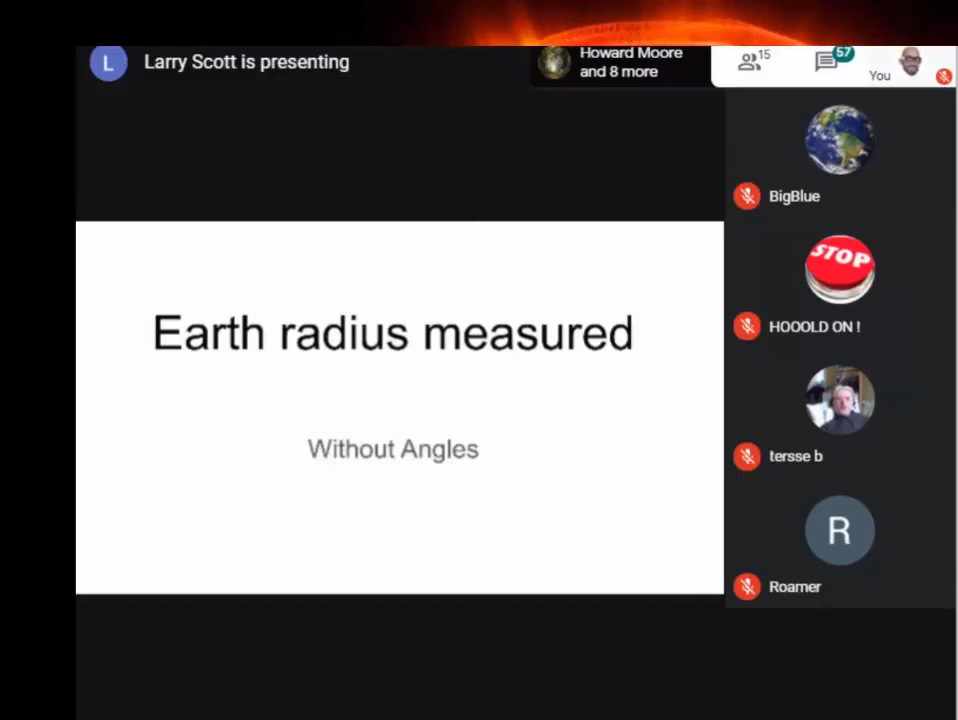 L
Larry Scott is presenting
Howard Moore
and 8 more
15
57
You
BigBlue
STOP
HOOOLD ON !
Earth radius measured
Without Angles
tersse b
R
Roamer